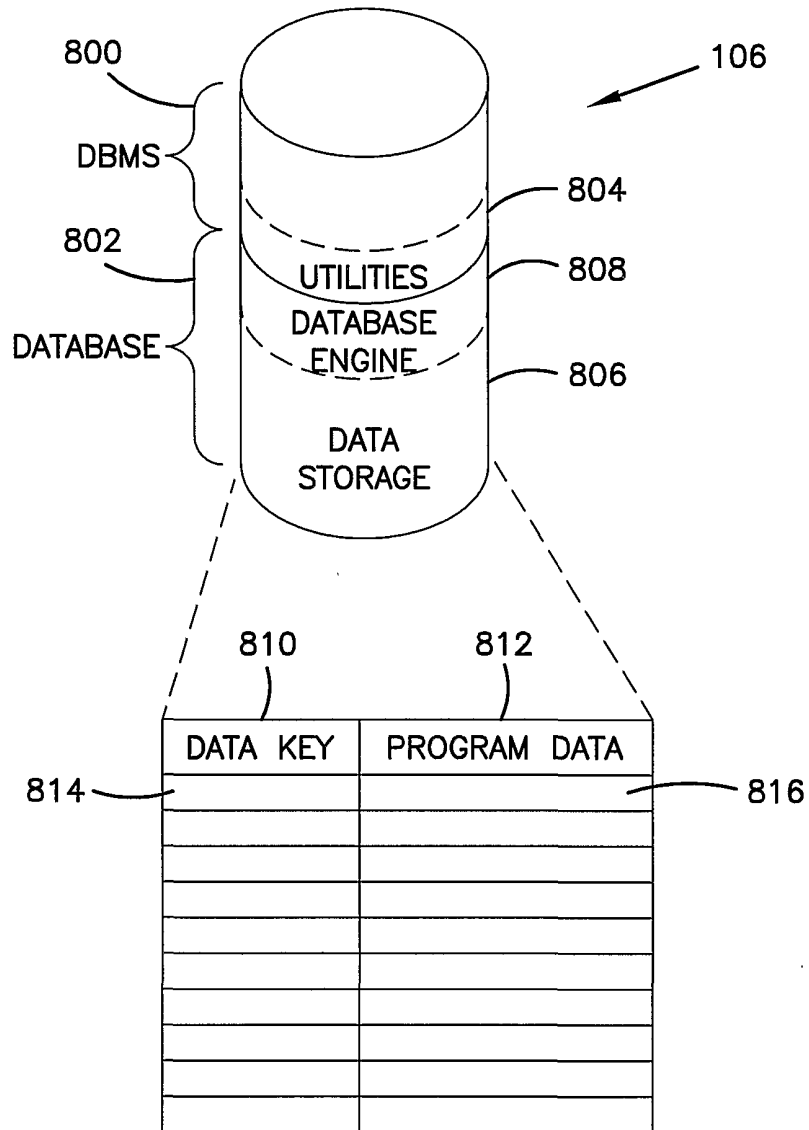 800
106
DBMS
804
802
UTILITIES
808
DATABASE
DATABASE
ENGINE
806
DATA
STORAGE
810
812
DATA KEY
PROGRAM DATA
814
816